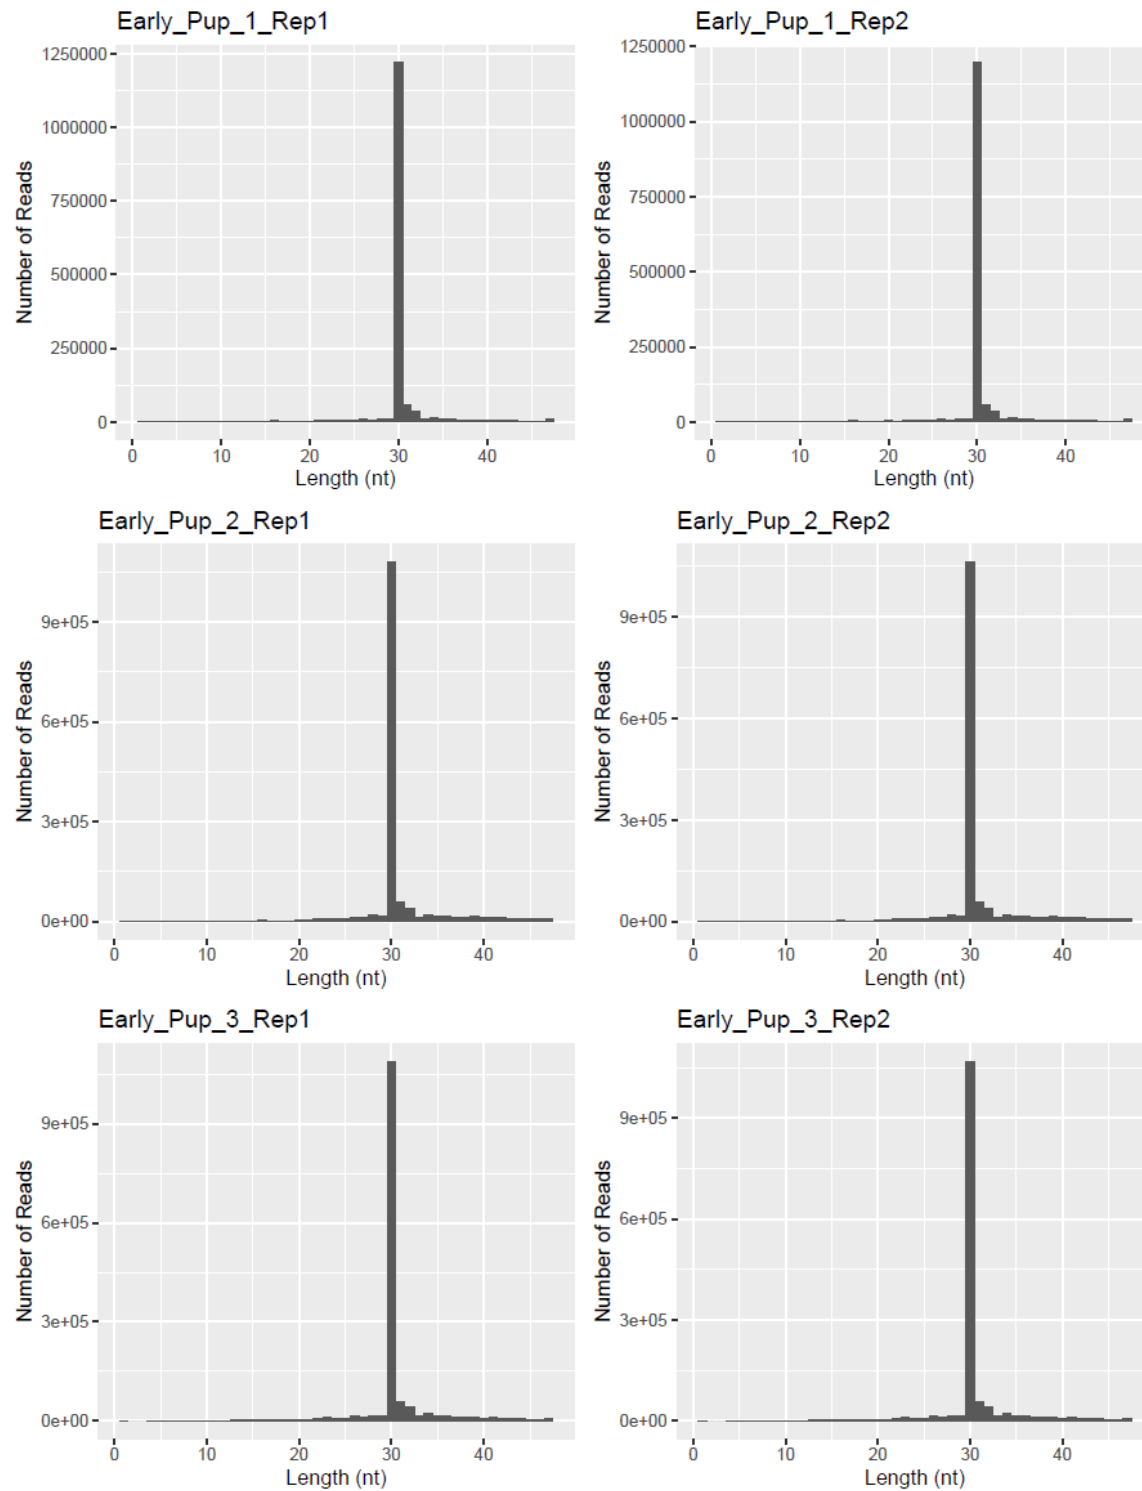 Early_Pup_1_Rep1
Number of Reads
1250000
1000000
750000
500000
250000
0
0 10 20 30 40
Length (nt)
Early_Pup_1_Rep2
Number of Reads
1250000
1000000
750000
500000
250000
0
0 10 20 30 40
Length (nt)
Early_Pup_2_Rep1
Number of Reads
9e+05
6e+05
3e+05
0e+00
0 10 20 30 40
Length (nt)
Early_Pup_2_Rep2
Number of Reads
9e+05
6e+05
3e+05
0e+00
0 10 20 30 40
Length (nt)
Early_Pup_3_Rep1
Number of Reads
9e+05
6e+05
3e+05
0e+00
0 10 20 30 40
Length (nt)
Early_Pup_3_Rep2
Number of Reads
9e+05
6e+05
3e+05
0e+00
0 10 20 30 40
Length (nt)